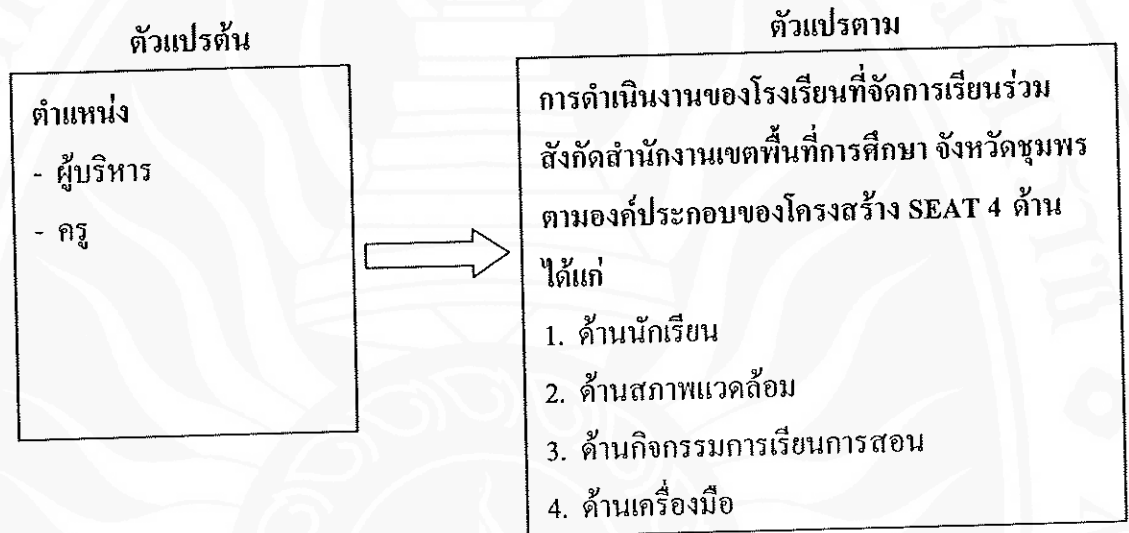 ตัวแปรต้น
ตำแหน่ง
- ผู้บริหาร
- ครู
ตัวแปรตาม
การดำเนินงานของโรงเรียนที่จัดการเรียนร่วม
สังกัดสำนักงานเขตพื้นที่การศึกษา จังหวัดชุมพร
ตามองค์ประกอบของโครงสร้าง SEAT 4 ด้าน
ได้แก่
1. ด้านนักเรียน
2. ด้านสภาพแวดล้อม
3. ด้านกิจกรรมการเรียนการสอน
4. ด้านเครื่องมือ